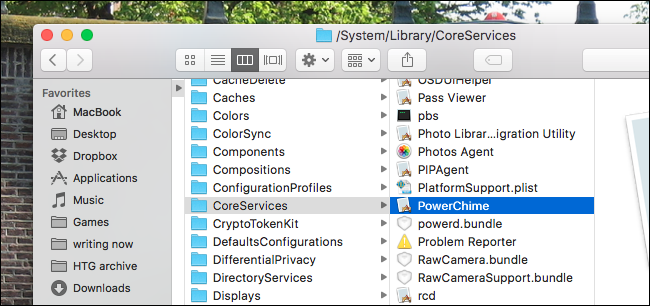 /System/Library/CoreServices
Favorites
MacBook
Desktop
Dropbox
Applications
Music
Games
writing now
HTG archive
Downloads
CacheDelete
Caches
Colors
ColorSync
Components
Compositions
ConfigurationProfiles
CoreServices
CryptoTokenKit
DefaultsConfigurations
DifferentialPrivacy
DirectoryServices
Displays
OSDUIHelper
Pass Viewer
pbs
Photo Librar...igration Utility
Photos Agent
PIPAgent
PlatformSupport.plist
PowerChime
powerd.bundle
Problem Reporter
RawCamera.bundle
RawCameraSupport.bundle
rcd